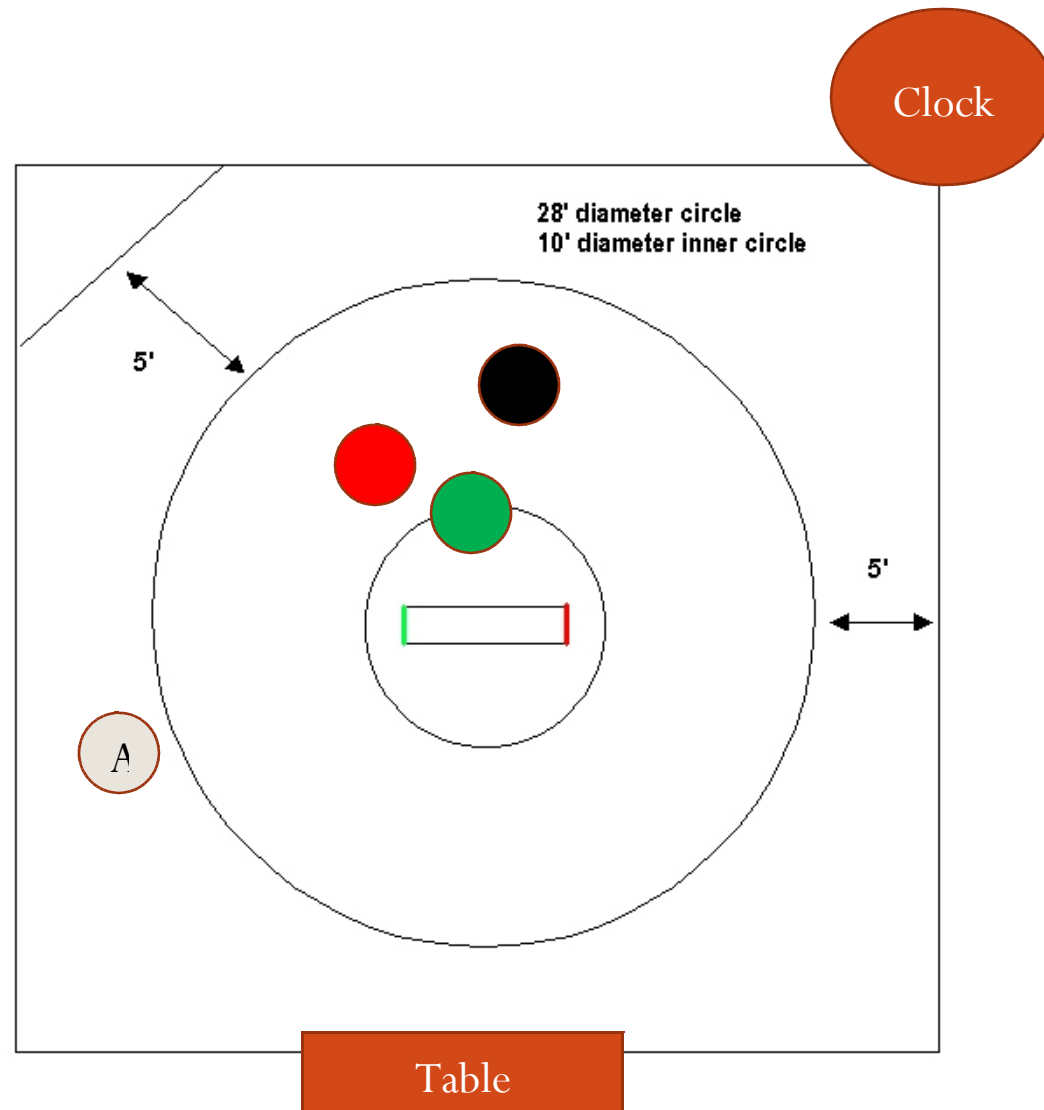 Clock
28' diameter circle
10' diameter inner circle
5'
5'
A
Table